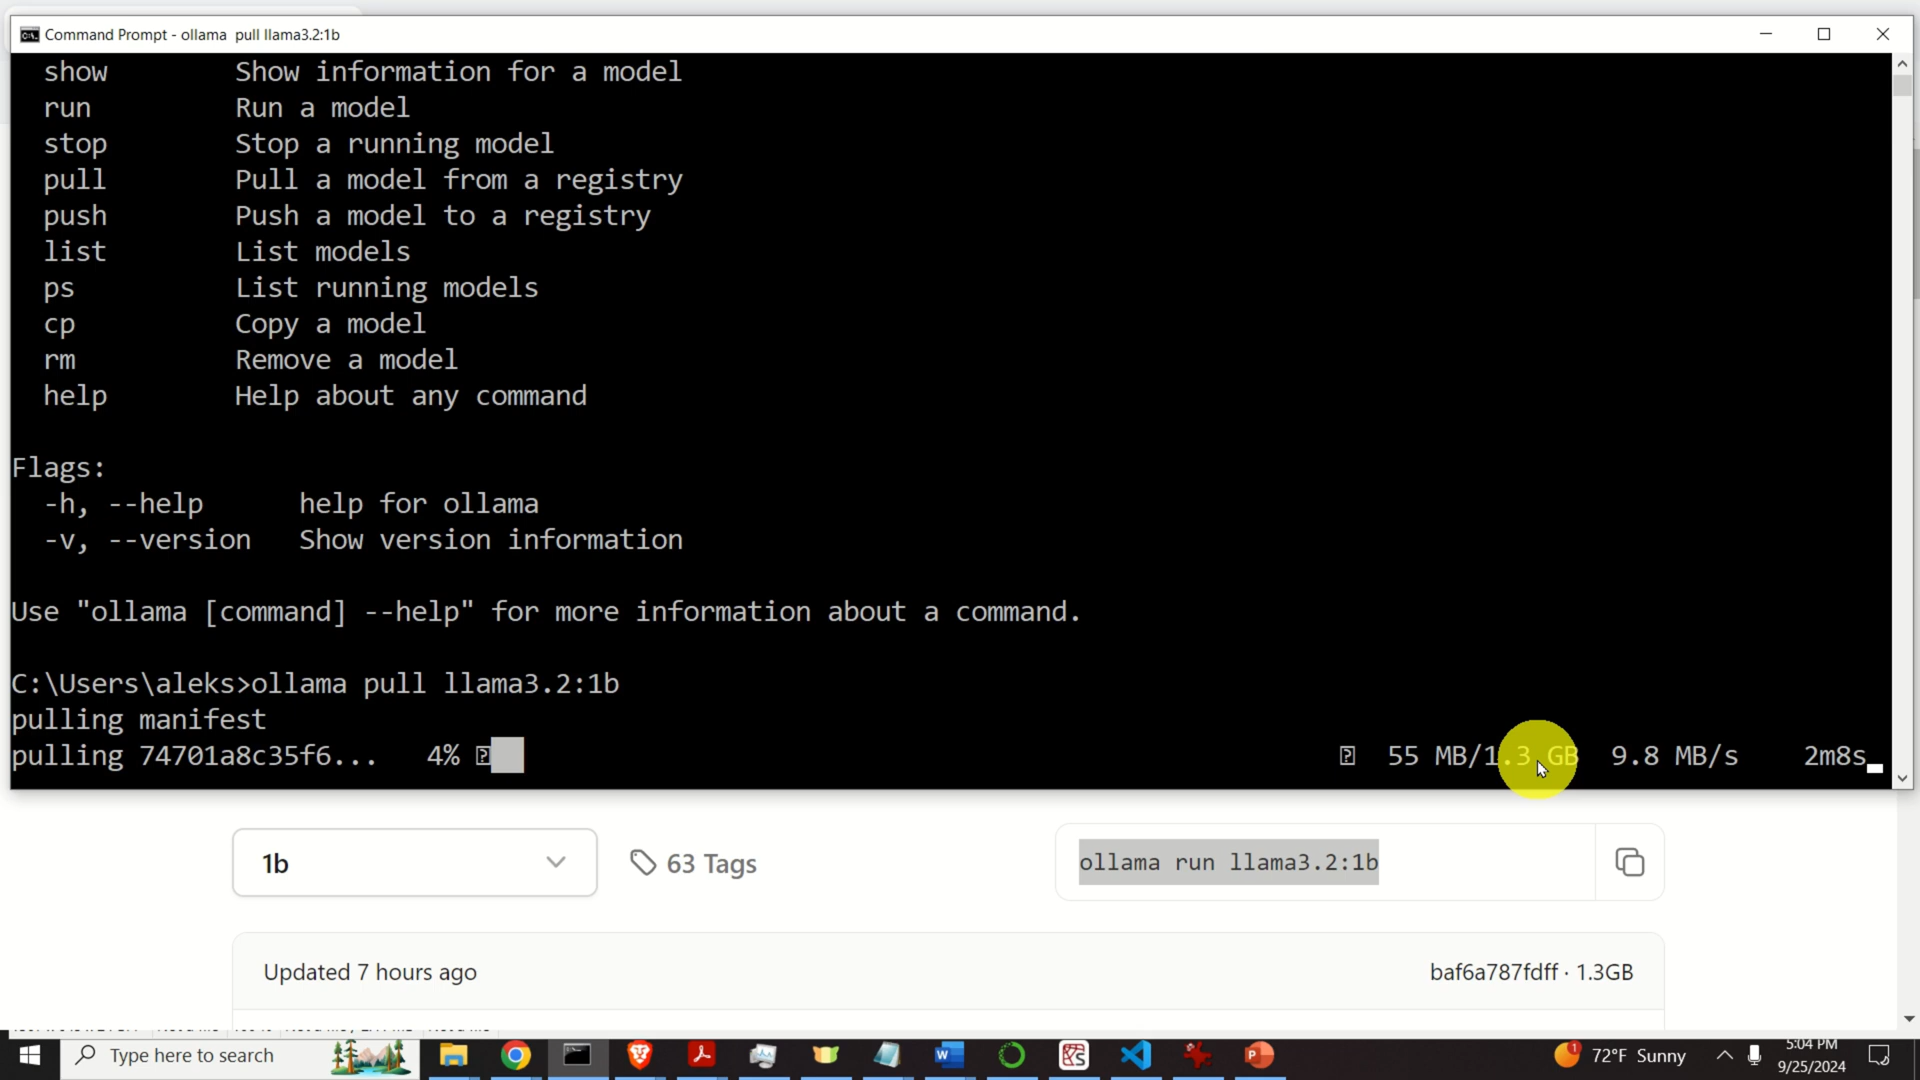 Command Prompt - ollama  pull llama3.2:1b
show        Show information for a model
run         Run a model
stop        Stop a running model
pull        Pull a model from a registry
push        Push a model to a registry
list        List models
ps          List running models
cp          Copy a model
rm          Remove a model
help        Help about any command
Flags:
-h, --help      help for ollama
-v, --version   Show version information
Use "ollama [command] --help" for more information about a command.
C:\Users\aleks>ollama pull llama3.2:1b
pulling manifest
pulling 74701a8c35f6...   4%   55 MB/1.3 GB  9.8 MB/s    2m8s
1b
63 Tags
ollama run llama3.2:1b
Updated 7 hours ago
baf6a787fdff · 1.3GB
Type here to search
72°F Sunny
5:04 PM
9/25/2024